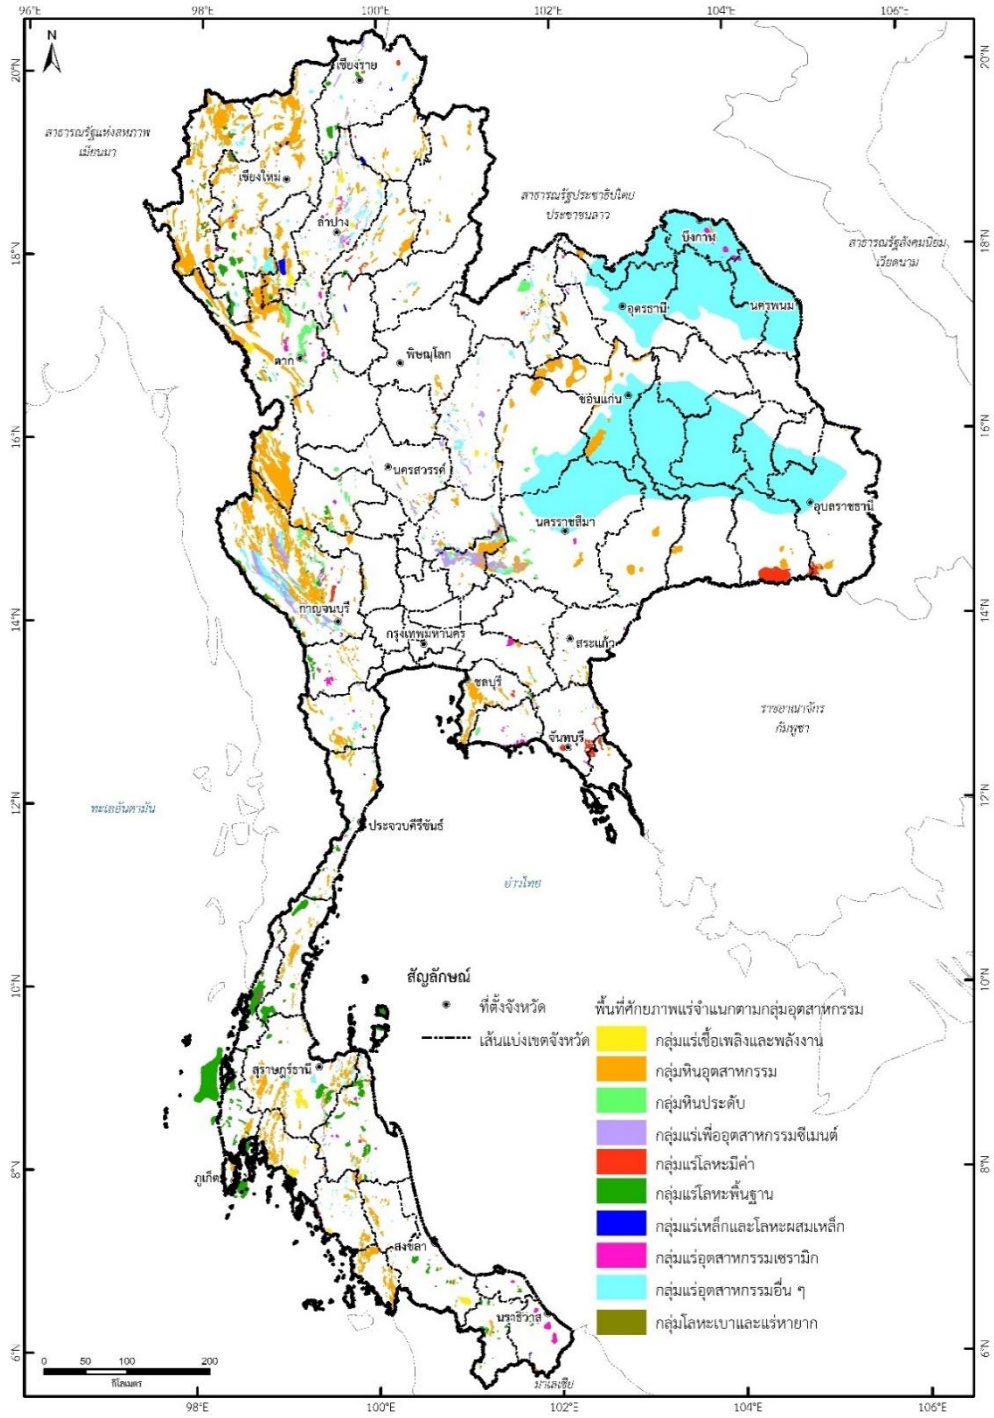 96°E 98°E 100°E 102°E 104°E 106°E
N
20°N 20°N
เชียงราย
สาธารณรัฐแห่งสหภาพ
เมียนมา
เชียงใหม่
สาธารณรัฐประชาธิปไตย
ประชาชนลาว
ลำปาง
บึงกาฬ
สาธารณรัฐสังคมนิยม
เวียดนาม
18°N 18°N
อุดรธานี
นครพนม
ตาก
พิษณุโลก
ขอนแก่น
16°N 16°N
นครสวรรค์
อุบลราชธานี
นครราชสีมา
กาญจนบุรี
14°N 14°N
กรุงเทพมหานคร
สระแก้ว
ชลบุรี
ราชอาณาจักร
กัมพูชา
จันทบุรี
12°N 12°N
ทะเลอันดามัน
ประจวบคีรีขันธ์
อ่าวไทย
10°N 10°N
สัญลักษณ์
ที่ตั้งจังหวัด
เส้นแบ่งเขตจังหวัด
พื้นที่ศักยภาพแร่จำแนกตามกลุ่มอุตสาหกรรม
กลุ่มแร่เชื้อเพลิงและพลังงาน
กลุ่มหินอุตสาหกรรม
กลุ่มหินประดับ
กลุ่มแร่เพื่ออุตสาหกรรมซีเมนต์
กลุ่มแร่โลหะมีค่า
กลุ่มแร่โลหะพื้นฐาน
กลุ่มแร่เหล็กและโลหะผสมเหล็ก
กลุ่มแร่อุตสาหกรรมเซรามิก
กลุ่มแร่อุตสาหกรรมอื่น ๆ
กลุ่มโลหะเบาและแร่หายาก
สุราษฎร์ธานี
8°N 8°N
ภูเก็ต
สงขลา
นราธิวาส
6°N 6°N
มาเลเซีย
0 50 100 200
กิโลเมตร
98°E 100°E 102°E 104°E 106°E